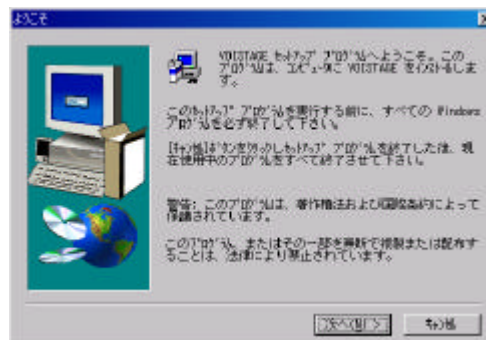 ようこそ
VOISTAGE ｾｯﾄｱｯﾌﾟ ﾌﾟﾛｸﾞﾗﾑへようこそ。この
ﾌﾟﾛｸﾞﾗﾑは、ｺﾝﾋﾟｭｰﾀに VOISTAGE をｲﾝｽﾄｰﾙしま
す。
このｾｯﾄｱｯﾌﾟ ﾌﾟﾛｸﾞﾗﾑを実行する前に、すべての Windows
ﾌﾟﾛｸﾞﾗﾑを必ず終了して下さい。
[ｷｬﾝｾﾙ]ﾎﾞﾀﾝをｸﾘｯｸしｾｯﾄｱｯﾌﾟ ﾌﾟﾛｸﾞﾗﾑを終了した後、現
在使用中のﾌﾟﾛｸﾞﾗﾑをすべて終了させて下さい。
警告: このﾌﾟﾛｸﾞﾗﾑは、著作権法および国際条約によって
保護されています。
このﾌﾟﾛｸﾞﾗﾑ、またはその一部を無断で複製または配布す
ることは、法律により禁止されています。
次へ(N) >
ｷｬﾝｾﾙ